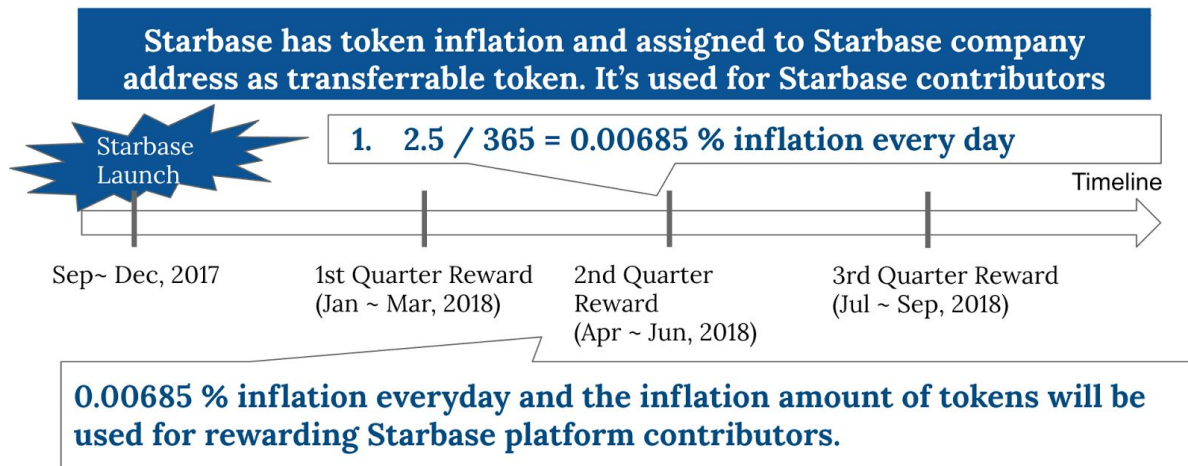 Starbase has token inflation and assigned to Starbase company
address as transferrable token. It’s used for Starbase contributors
Starbase
Launch
1. 2.5 / 365 = 0.00685 % inflation every day
Timeline
Sep~ Dec, 2017
1st Quarter Reward
(Jan ~ Mar, 2018)
2nd Quarter
Reward
(Apr ~ Jun, 2018)
3rd Quarter Reward
(Jul ~ Sep, 2018)
0.00685 % inflation everyday and the inflation amount of tokens will be
used for rewarding Starbase platform contributors.